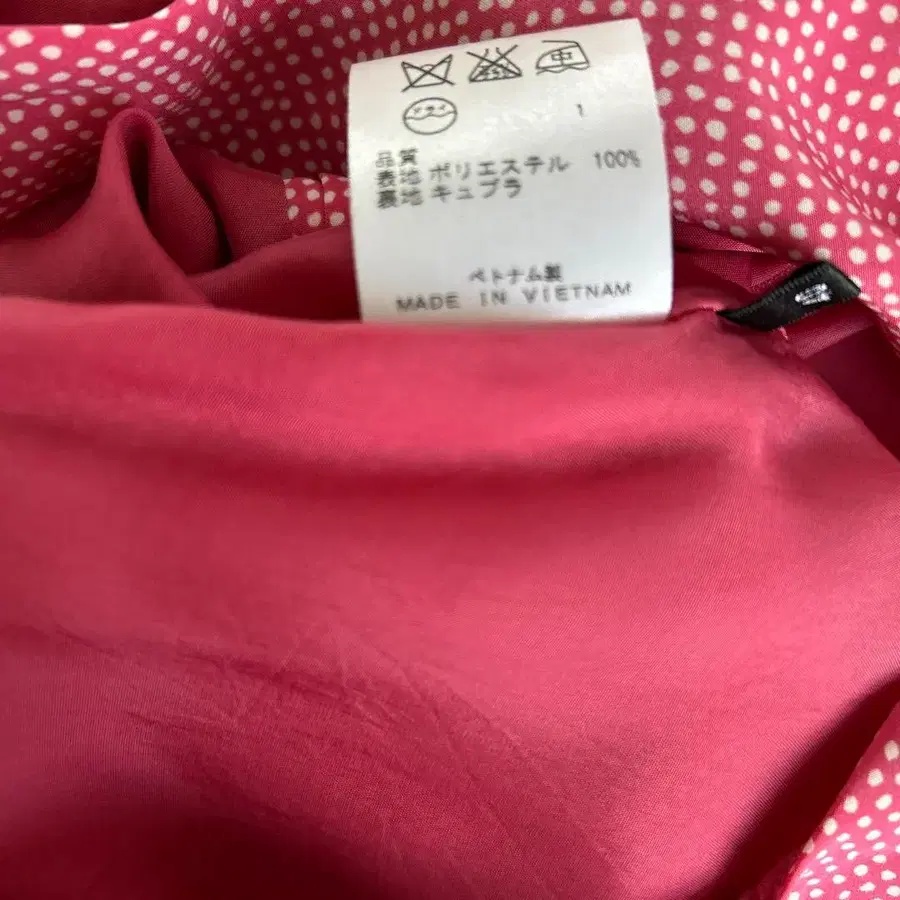 中
ドライ
1
品質
表地 ポリエステル 100%
裏地 キュプラ
ベトナム製
MADE IN VIETNAM